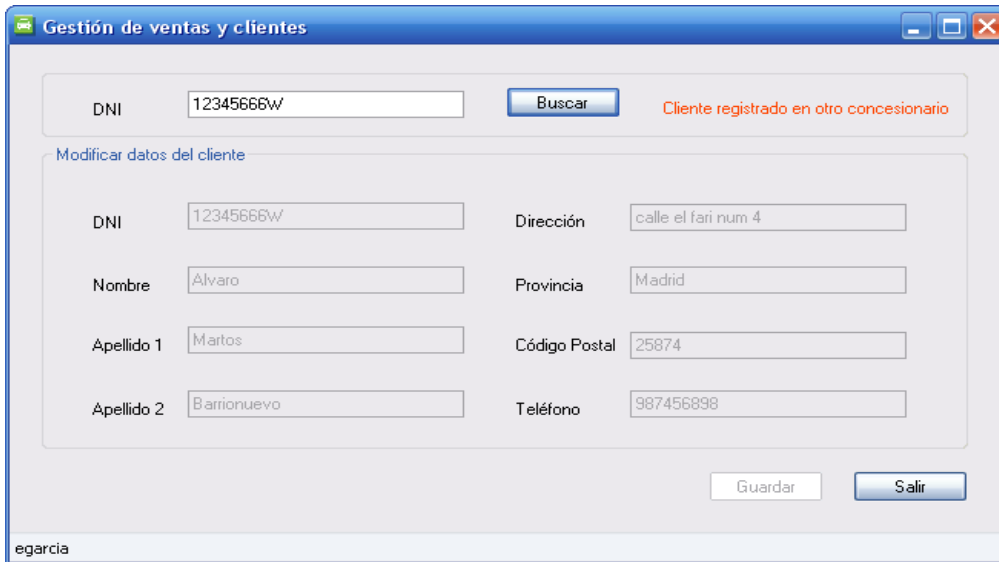 Gestión de ventas y clientes
DNI 12345666W Buscar Cliente registrado en otro concesionario
Modificar datos del cliente
DNI 12345666W Dirección calle el fari num 4
Nombre Alvaro Provincia Madrid
Apellido 1 Martos Código Postal 25874
Apellido 2 Barrionuevo Teléfono 987456898
Guardar Salir
egarcia